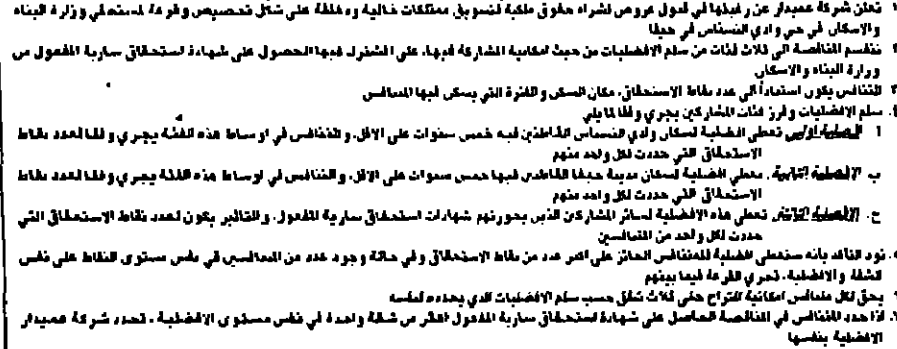 ١ تعلن شركة عميدار عن رغبتها في قبول عروض لشراء حقوق ملكية لتسويق ممتلكات خالية ومغلقة على شكل تخصيص وقرعة لمستحقي وزارة البناء
والاسكان في حي وادي النسناس في حيفا
٢ تنقسم المناقصة الى ثلاث فئات من سلم الافضليات من حيث امكانية المشاركة فيها، على المشترك فيها الحصول على شهادة استحقاق سارية المفعول من
وزارة البناء والاسكان
٣ التنافس يكون استناداً الى عدد نقاط الاستحقاق، مكان السكن والفترة التي يسكن فيها المتنافس
٤. سلم الافضليات وفرز فئات المشاركين يجري وفقا لما يلي
أ الافضلية الاولى تعطى افضلية لسكان وادي النسناس القاطنين فيه خمس سنوات على الاقل، والتنافس في اوساط هذه الفئة يجري وفقا لعدد نقاط
الاستحقاق التي حددت لكل واحد منهم
ب الافضلية الثانية. تعطى افضلية لسكان مدينة حيفا القاطنين فيها خمس سنوات على الاقل، والتنافس في اوساط هذه الفئة يجري وفقا لعدد نقاط
الاستحقاق التي حددت لكل واحد منهم
ج. الافضلية الثالثة. تعطى هذه الافضلية لسائر المشاركين الذين بحوزتهم شهادات استحقاق سارية المفعول، والتأثير يكون لعدد نقاط الاستحقاق التي
حددت لكل واحد من المتنافسين
٥. نود التأكد بانه ستعطى افضلية للمتنافس الحائز على اكبر عدد من نقاط الاستحقاق وفي حالة وجود عدد من المتنافسين في نفس مستوى النقاط على نفس
الشقة والافضلية، تجري القرعة فيما بينهم
٦ يحق لكل متنافس امكانية اقتراح حتى ثلاث شقق حسب سلم الافضليات الذي يحدده لنفسه
٧. اذا حدد المتنافس في المناقصة الحاصل على شهادة استحقاق سارية المفعول اكثر من شقة واحدة في نفس مستوى الافضلية، تحدد شركة عميدار
الافضلية بنفسها